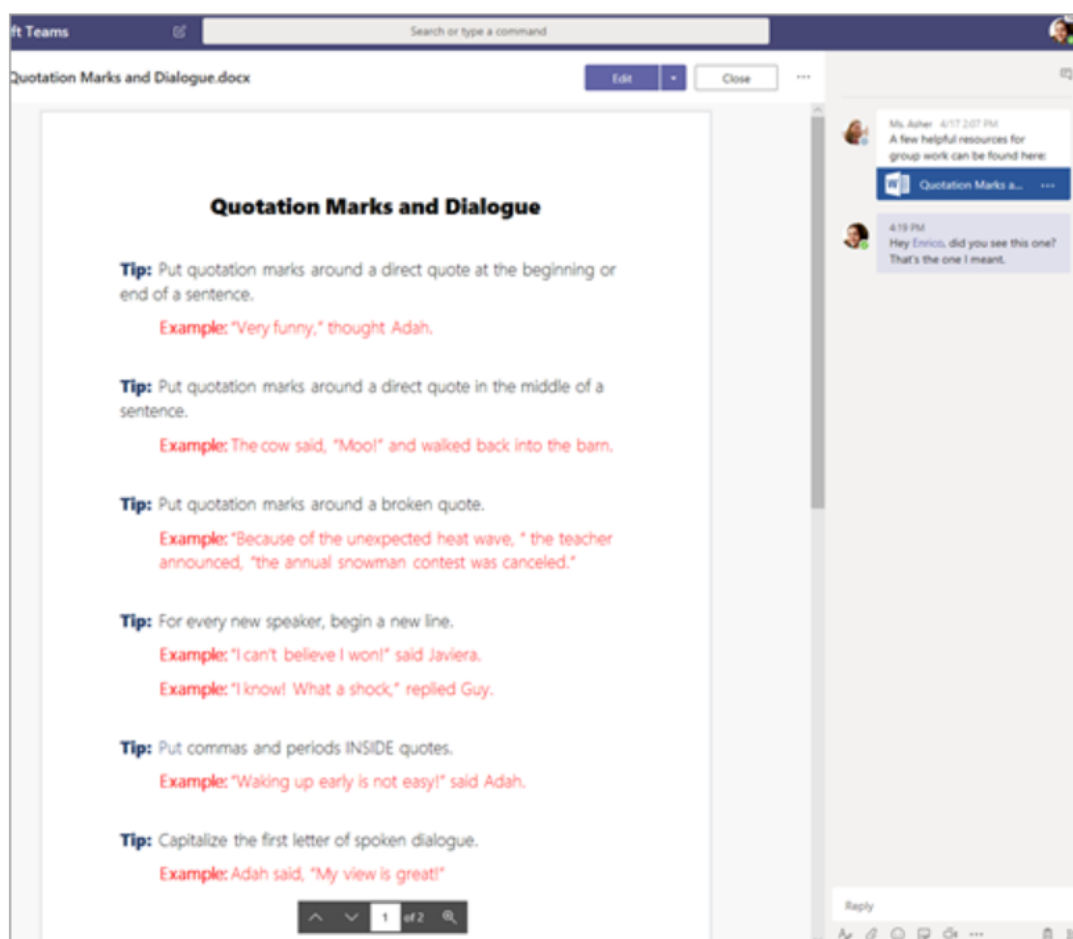 ft Teams
Search or type a command
Quotation Marks and Dialogue.docx
Edit
Close
Quotation Marks and Dialogue
Tip: Put quotation marks around a direct quote at the beginning or
end of a sentence.
Example: "Very funny," thought Adah.
Tip: Put quotation marks around a direct quote in the middle of a
sentence.
Example: The cow said, "Moo!" and walked back into the barn.
Tip: Put quotation marks around a broken quote.
Example: "Because of the unexpected heat wave, " the teacher
announced, "the annual snowman contest was canceled."
Tip: For every new speaker, begin a new line.
Example: "I can't believe I won!" said Javiera.
Example: "I know! What a shock," replied Guy.
Tip: Put commas and periods INSIDE quotes.
Example: "Waking up early is not easy!" said Adah.
Tip: Capitalize the first letter of spoken dialogue.
Example: Adah said, "My view is great!"
1 of 2
Ms. Asher 4/17 2:07 PM
A few helpful resources for
group work can be found here:
Quotation Marks a...
4:19 PM
Hey Enrico, did you see this one?
That's the one I meant.
Reply